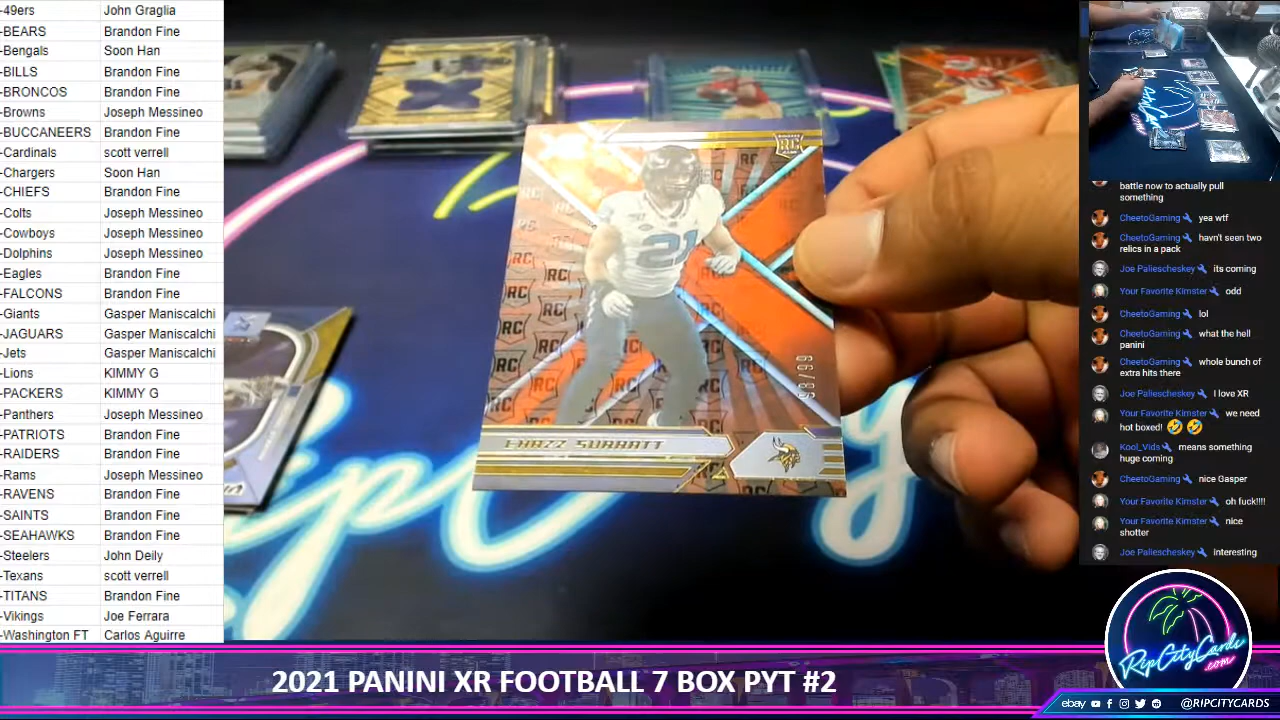 -49ers John Graglia
-BEARS Brandon Fine
-Bengals Soon Han
-BILLS Brandon Fine
-BRONCOS Brandon Fine
-Browns Joseph Messineo
-BUCCANEERS Brandon Fine
-Cardinals scott verrell
-Chargers Soon Han
-CHIEFS Brandon Fine
-Colts Joseph Messineo
-Cowboys Joseph Messineo
-Dolphins Joseph Messineo
-Eagles Brandon Fine
-FALCONS Brandon Fine
-Giants Gasper Maniscalchi
-JAGUARS Gasper Maniscalchi
-Jets Gasper Maniscalchi
-Lions KIMMY G
-PACKERS KIMMY G
-Panthers Joseph Messineo
-PATRIOTS Brandon Fine
-RAIDERS Brandon Fine
-Rams Joseph Messineo
-RAVENS Brandon Fine
-SAINTS Brandon Fine
-SEAHAWKS Brandon Fine
-Steelers John Deily
-Texans scott verrell
-TITANS Brandon Fine
-Vikings Joe Ferrara
-Washington FT Carlos Aguirre
RC
21
CHAZZ SURRATT
battle now to actually pull
something
CheetoGaming yea wtf
CheetoGaming havn't seen two
relics in a pack
Joe Paliescheskey its coming
Your Favorite Kimster odd
CheetoGaming lol
CheetoGaming what the hell
panini
CheetoGaming whole bunch of
extra hits there
Joe Paliescheskey I love XR
Your Favorite Kimster we need
hot boxed! 🤣 🤣
Kool_Vids means something
huge coming
CheetoGaming nice Gasper
Your Favorite Kimster oh fuck!!!!
Your Favorite Kimster nice
shotter
Joe Paliescheskey interesting
RipCityCards
.com
2021 PANINI XR FOOTBALL 7 BOX PYT #2
ebay @RIPCITYCARDS